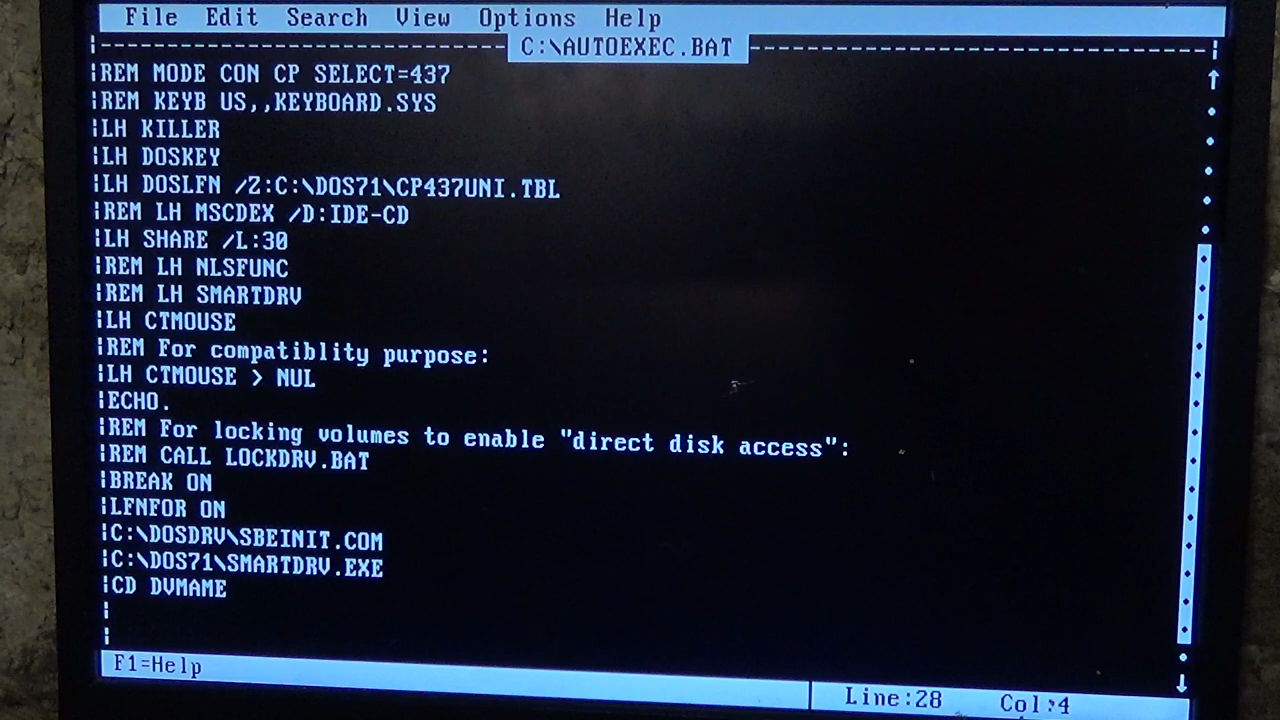 File Edit Search View Options Help
C:\AUTOEXEC.BAT
REM MODE CON CP SELECT=437
REM KEYB US,,KEYBOARD.SYS
LH KILLER
LH DOSKEY
LH DOSLFN /Z:C:\DOS71\CP437UNI.TBL
REM LH MSCDEX /D:IDE-CD
LH SHARE /L:30
REM LH NLSFUNC
REM LH SMARTDRV
LH CTMOUSE
REM For compatiblity purpose:
LH CTMOUSE > NUL
ECHO.
REM For locking volumes to enable "direct disk access":
REM CALL LOCKDRV.BAT
BREAK ON
LFNFOR ON
C:\DOSDRV\SBEINIT.COM
C:\DOS71\SMARTDRV.EXE
CD DVMAME
F1=Help
Line:28 Col:4